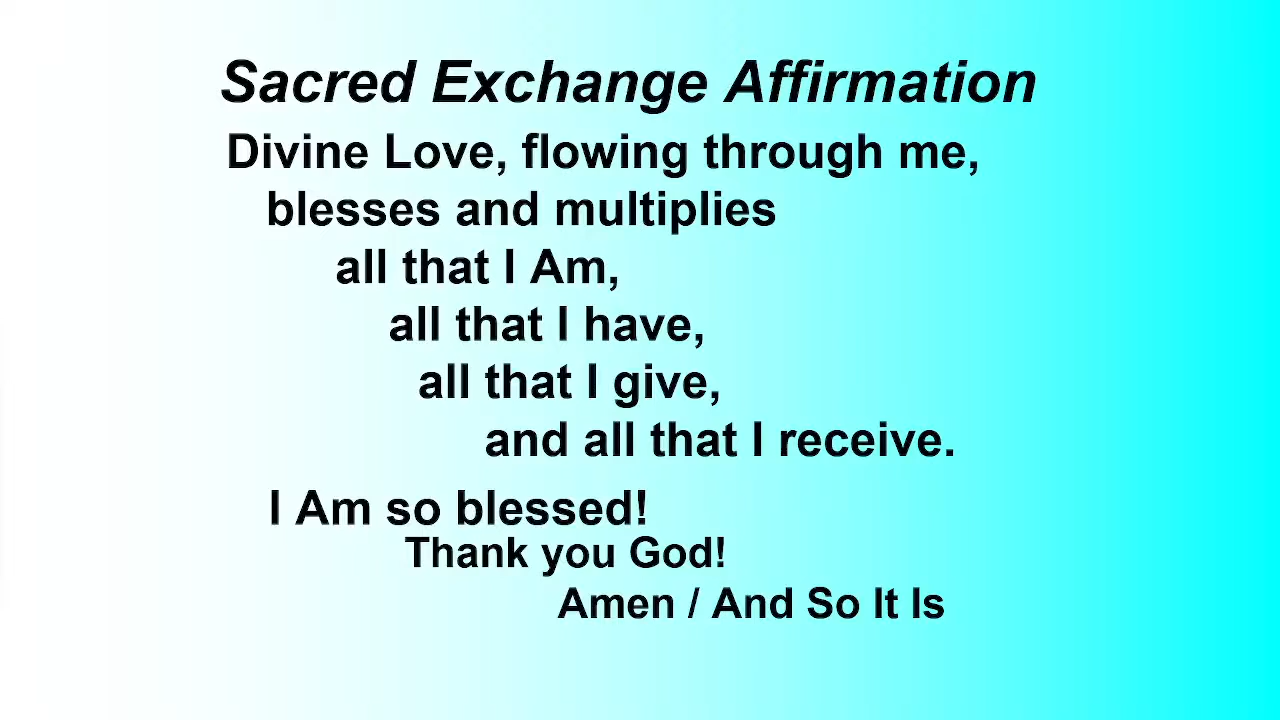 Sacred Exchange Affirmation
Divine Love, flowing through me,
blesses and multiplies
all that I Am,
all that I have,
all that I give,
and all that I receive.
I Am so blessed!
Thank you God!
Amen / And So It Is